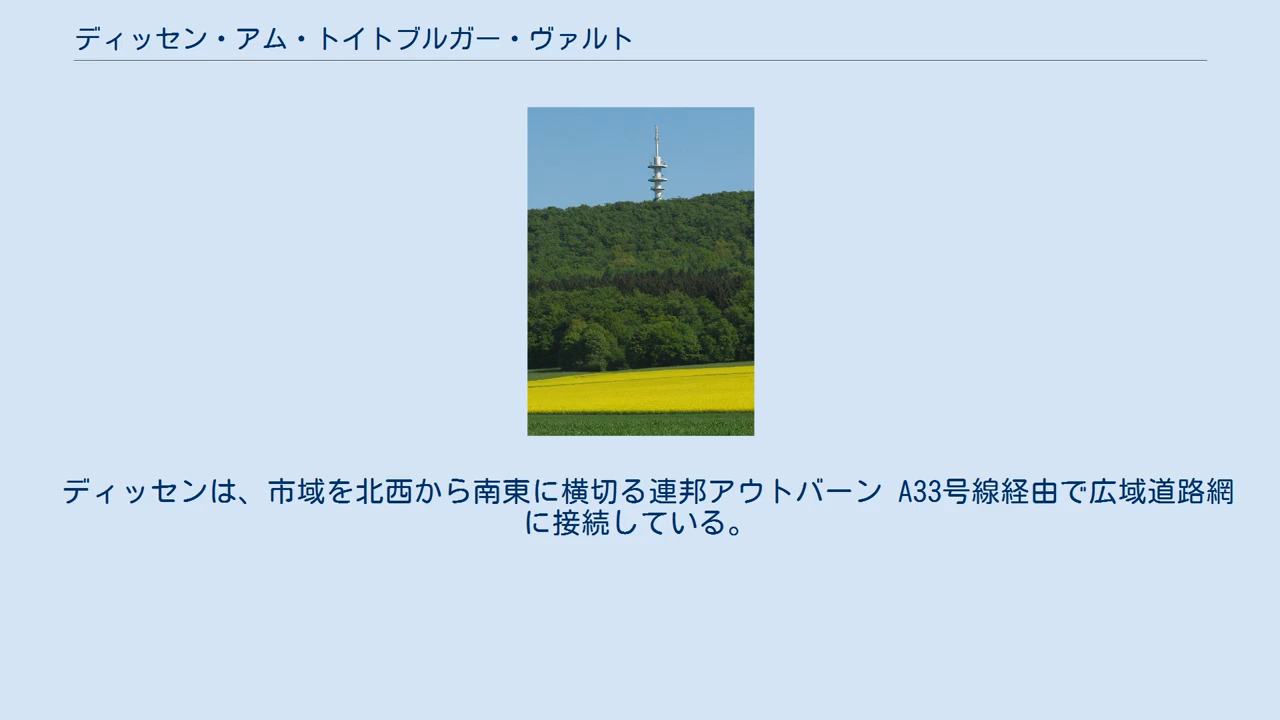 ディッセン・アム・トイトブルガー・ヴァルト
ディッセンは、市域を北西から南東に横切る連邦アウトバーン A33号線経由で広域道路網
に接続している。